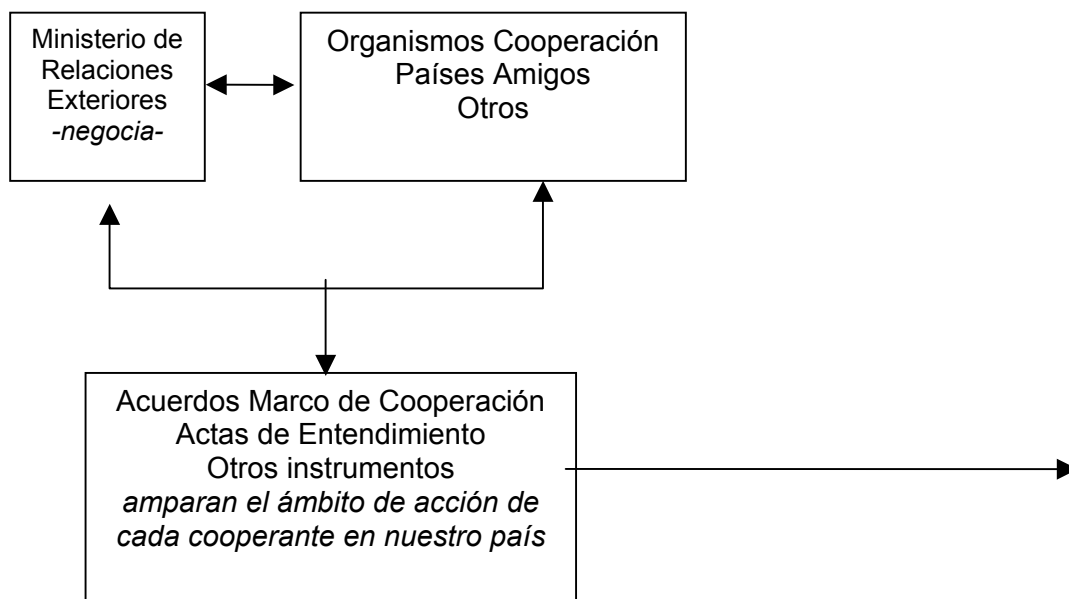 Ministerio de
Relaciones
Exteriores
-negocia-
Organismos Cooperación
Países Amigos
Otros
Acuerdos Marco de Cooperación
Actas de Entendimiento
Otros instrumentos
amparan el ámbito de acción de
cada cooperante en nuestro país